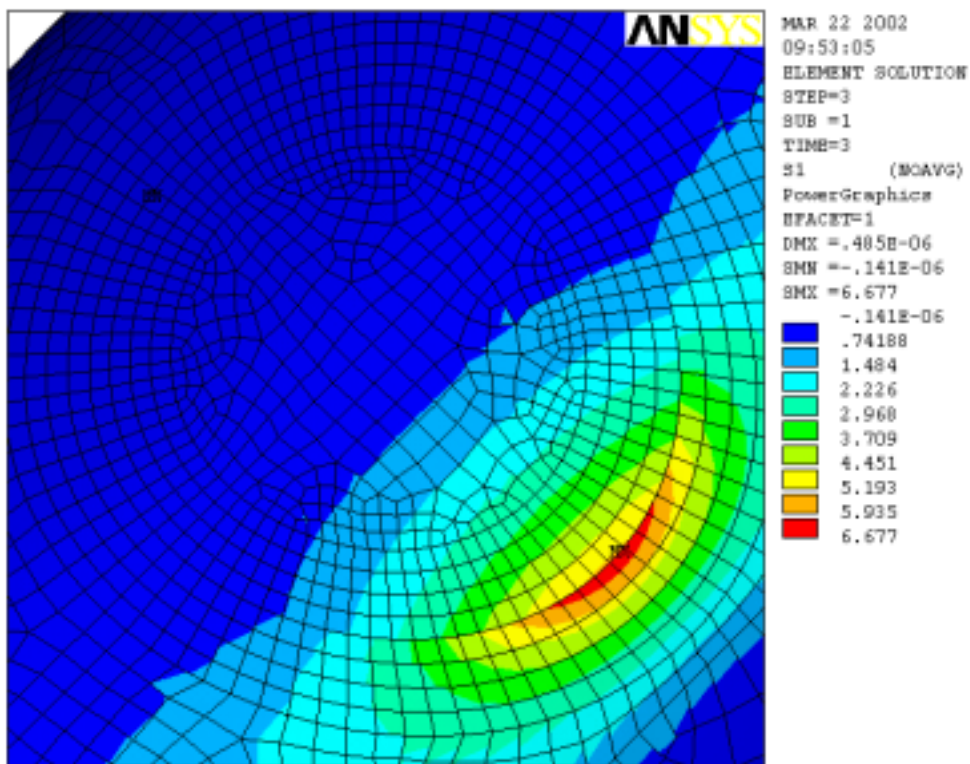 ANSYS
MAR 22 2002
09:53:05
ELEMENT SOLUTION
STEP=3
SUB =1
TIME=3
S1 (NOAVG)
PowerGraphics
EFACET=1
DMX =.485E-06
SMN =-.141E-06
SMX =6.677
-.141E-06
.74188
1.484
2.226
2.968
3.709
4.451
5.193
5.935
6.677
MN
MX